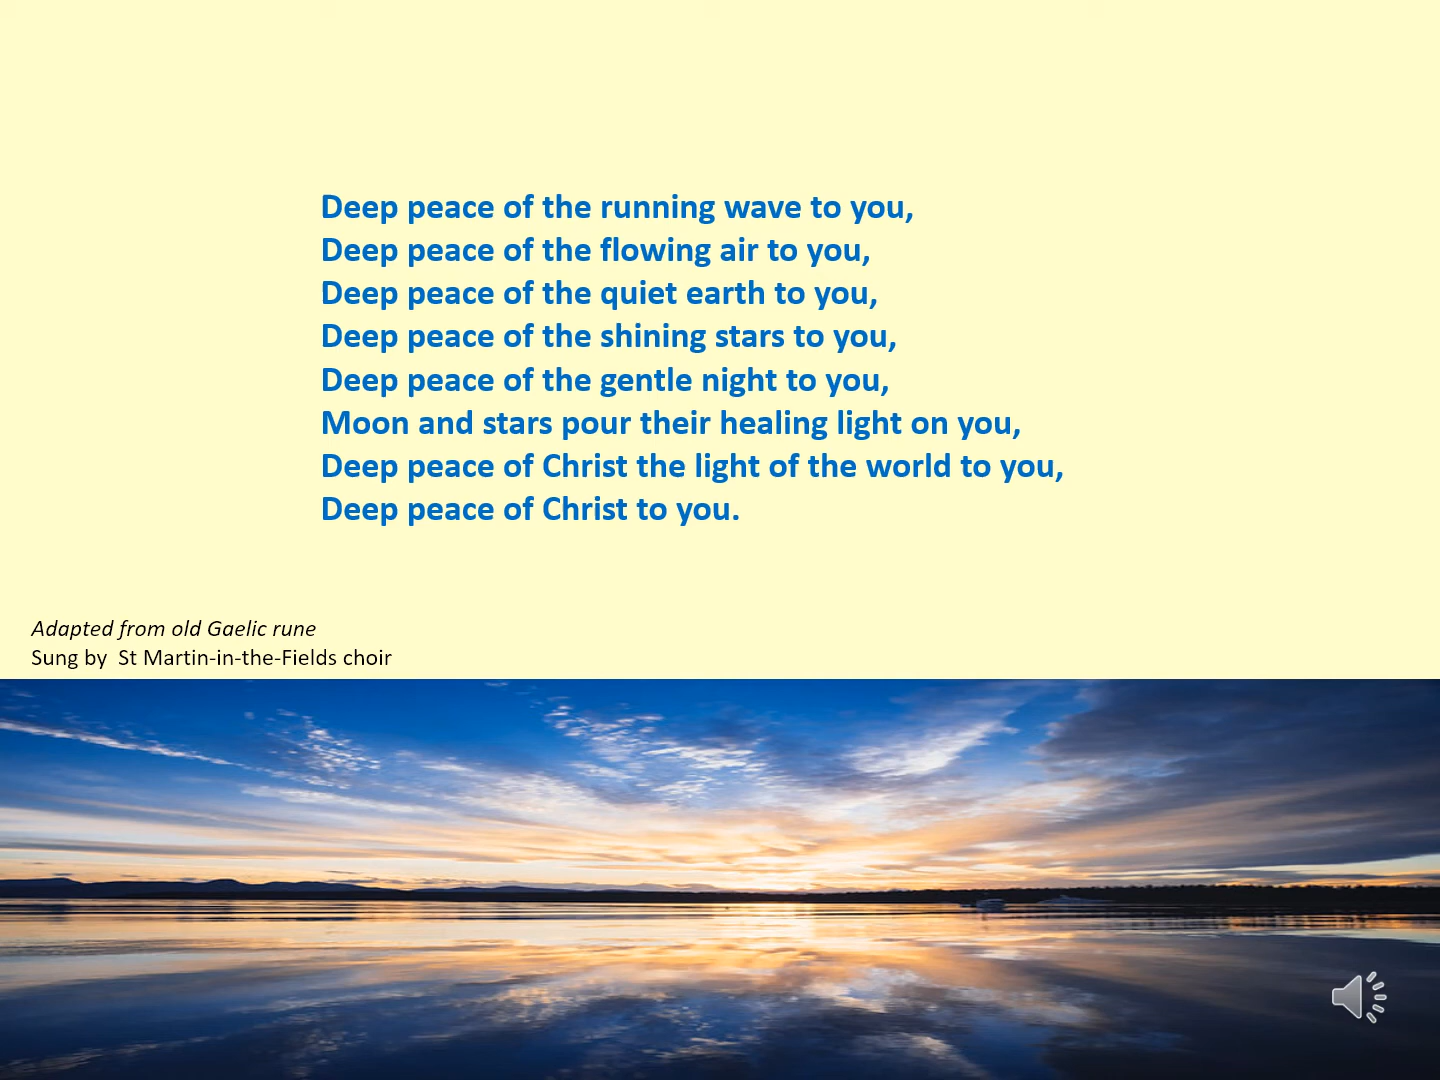 Deep peace of the running wave to you,
Deep peace of the flowing air to you,
Deep peace of the quiet earth to you,
Deep peace of the shining stars to you,
Deep peace of the gentle night to you,
Moon and stars pour their healing light on you,
Deep peace of Christ the light of the world to you,
Deep peace of Christ to you.
Adapted from old Gaelic rune
Sung by  St Martin-in-the-Fields choir